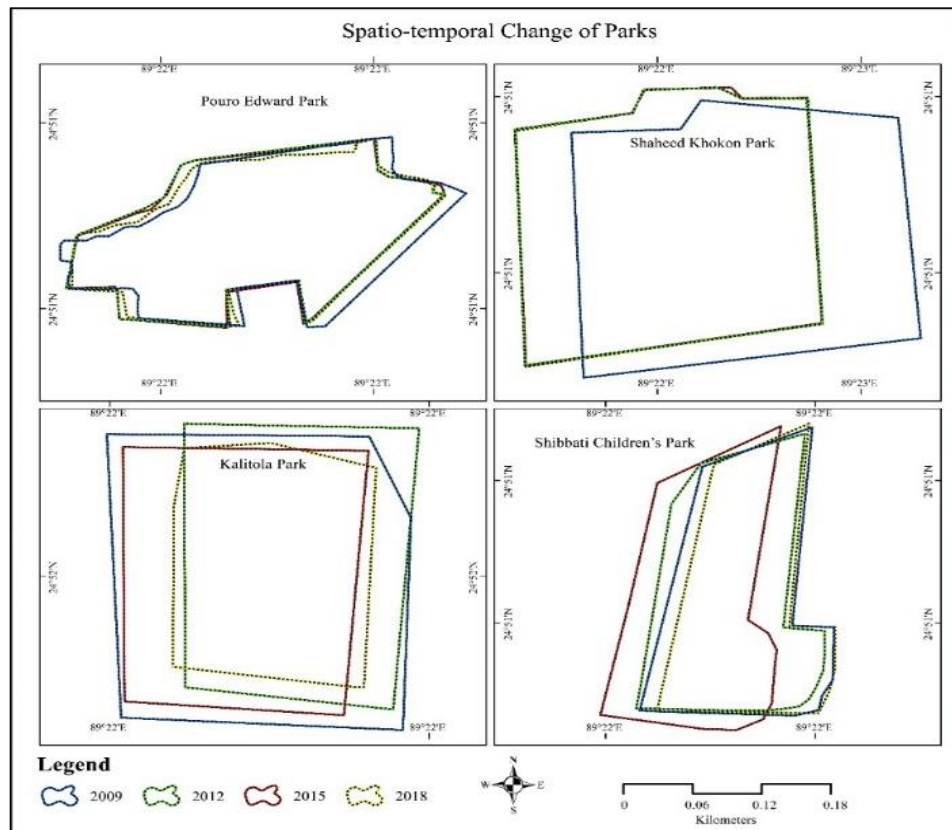 Spatio-temporal Change of Parks
89°22'E 89°22'E
Pouro Edward Park
24°51'N
24°51'N
89°22'E 89°22'E
89°22'E 89°23'E
24°51'N 24°51'N
Shaheed Khokon Park
24°51'N 24°51'N
89°22'E 89°23'E
89°22'E 89°22'E
Kalitola Park
24°52'N 24°52'N
89°22'E 89°22'E
89°22'E 89°22'E
Shibbati Children's Park
24°51'N 24°51'N
24°51'N 24°51'N
89°22'E 89°22'E
Legend
2009 2012 2015 2018
N
W E
S
0 0.06 0.12 0.18
Kilometers